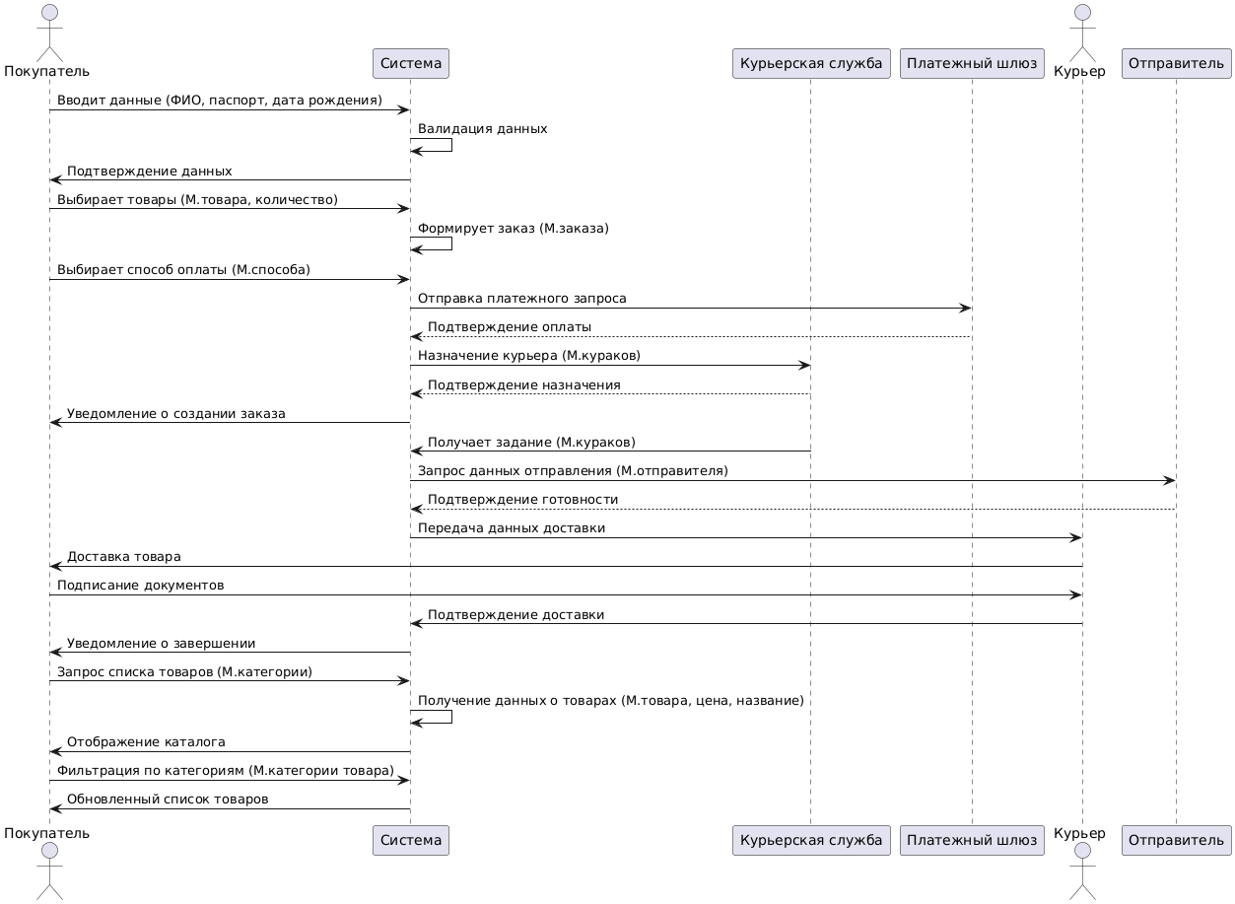 Покупатель
Система
Курьерская служба
Платежный шлюз
Курьер
Отправитель
Вводит данные (ФИО, паспорт, дата рождения)
Валидация данных
Подтверждение данных
Выбирает товары (М.товара, количество)
Формирует заказ (М.заказа)
Выбирает способ оплаты (М.способа)
Отправка платежного запроса
Подтверждение оплаты
Назначение курьера (М.кураков)
Подтверждение назначения
Уведомление о создании заказа
Получает задание (М.кураков)
Запрос данных отправления (М.отправителя)
Подтверждение готовности
Передача данных доставки
Доставка товара
Подписание документов
Подтверждение доставки
Уведомление о завершении
Запрос списка товаров (М.категории)
Получение данных о товарах (М.товара, цена, название)
Отображение каталога
Фильтрация по категориям (М.категории товара)
Обновленный список товаров
Покупатель
Система
Курьерская служба
Платежный шлюз
Курьер
Отправитель